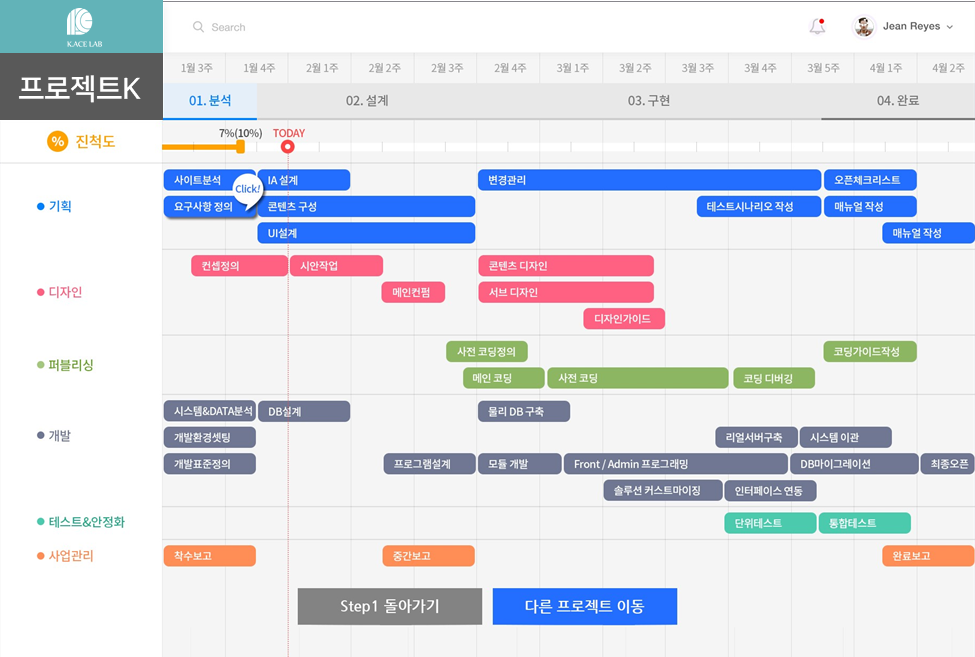 K.ACE LAB
Search
Jean Reyes
프로젝트K
1월 3주 1월 4주 2월 1주 2월 2주 2월 3주 2월 4주 3월 1주 3월 2주 3월 3주 3월 4주 3월 5주 4월 1주 4월 2주
01. 분석 02. 설계 03. 구현 04. 완료
% 진척도
7%(10%) TODAY
사이트분석 IA 설계 변경관리 오픈체크리스트
Click!
기획
요구사항 정의 콘텐츠 구성 테스트시나리오 작성 매뉴얼 작성
UI설계 매뉴얼 작성
컨셉정의 시안작업 콘텐츠 디자인
디자인
메인컨펌 서브 디자인
디자인가이드
사전 코딩정의 코딩가이드작성
퍼블리싱
메인 코딩 사전 코딩 코딩 디버깅
시스템&DATA분석 DB설계 물리 DB 구축
개발
개발환경셋팅 리얼서버구축 시스템 이관
개발표준정의 프로그램설계 모듈 개발 Front / Admin 프로그래밍 DB마이그레이션 최종오픈
솔루션 커스트마이징 인터페이스 연동
테스트&안정화 단위테스트 통합테스트
사업관리 착수보고 중간보고 완료보고
Step1 돌아가기 다른 프로젝트 이동